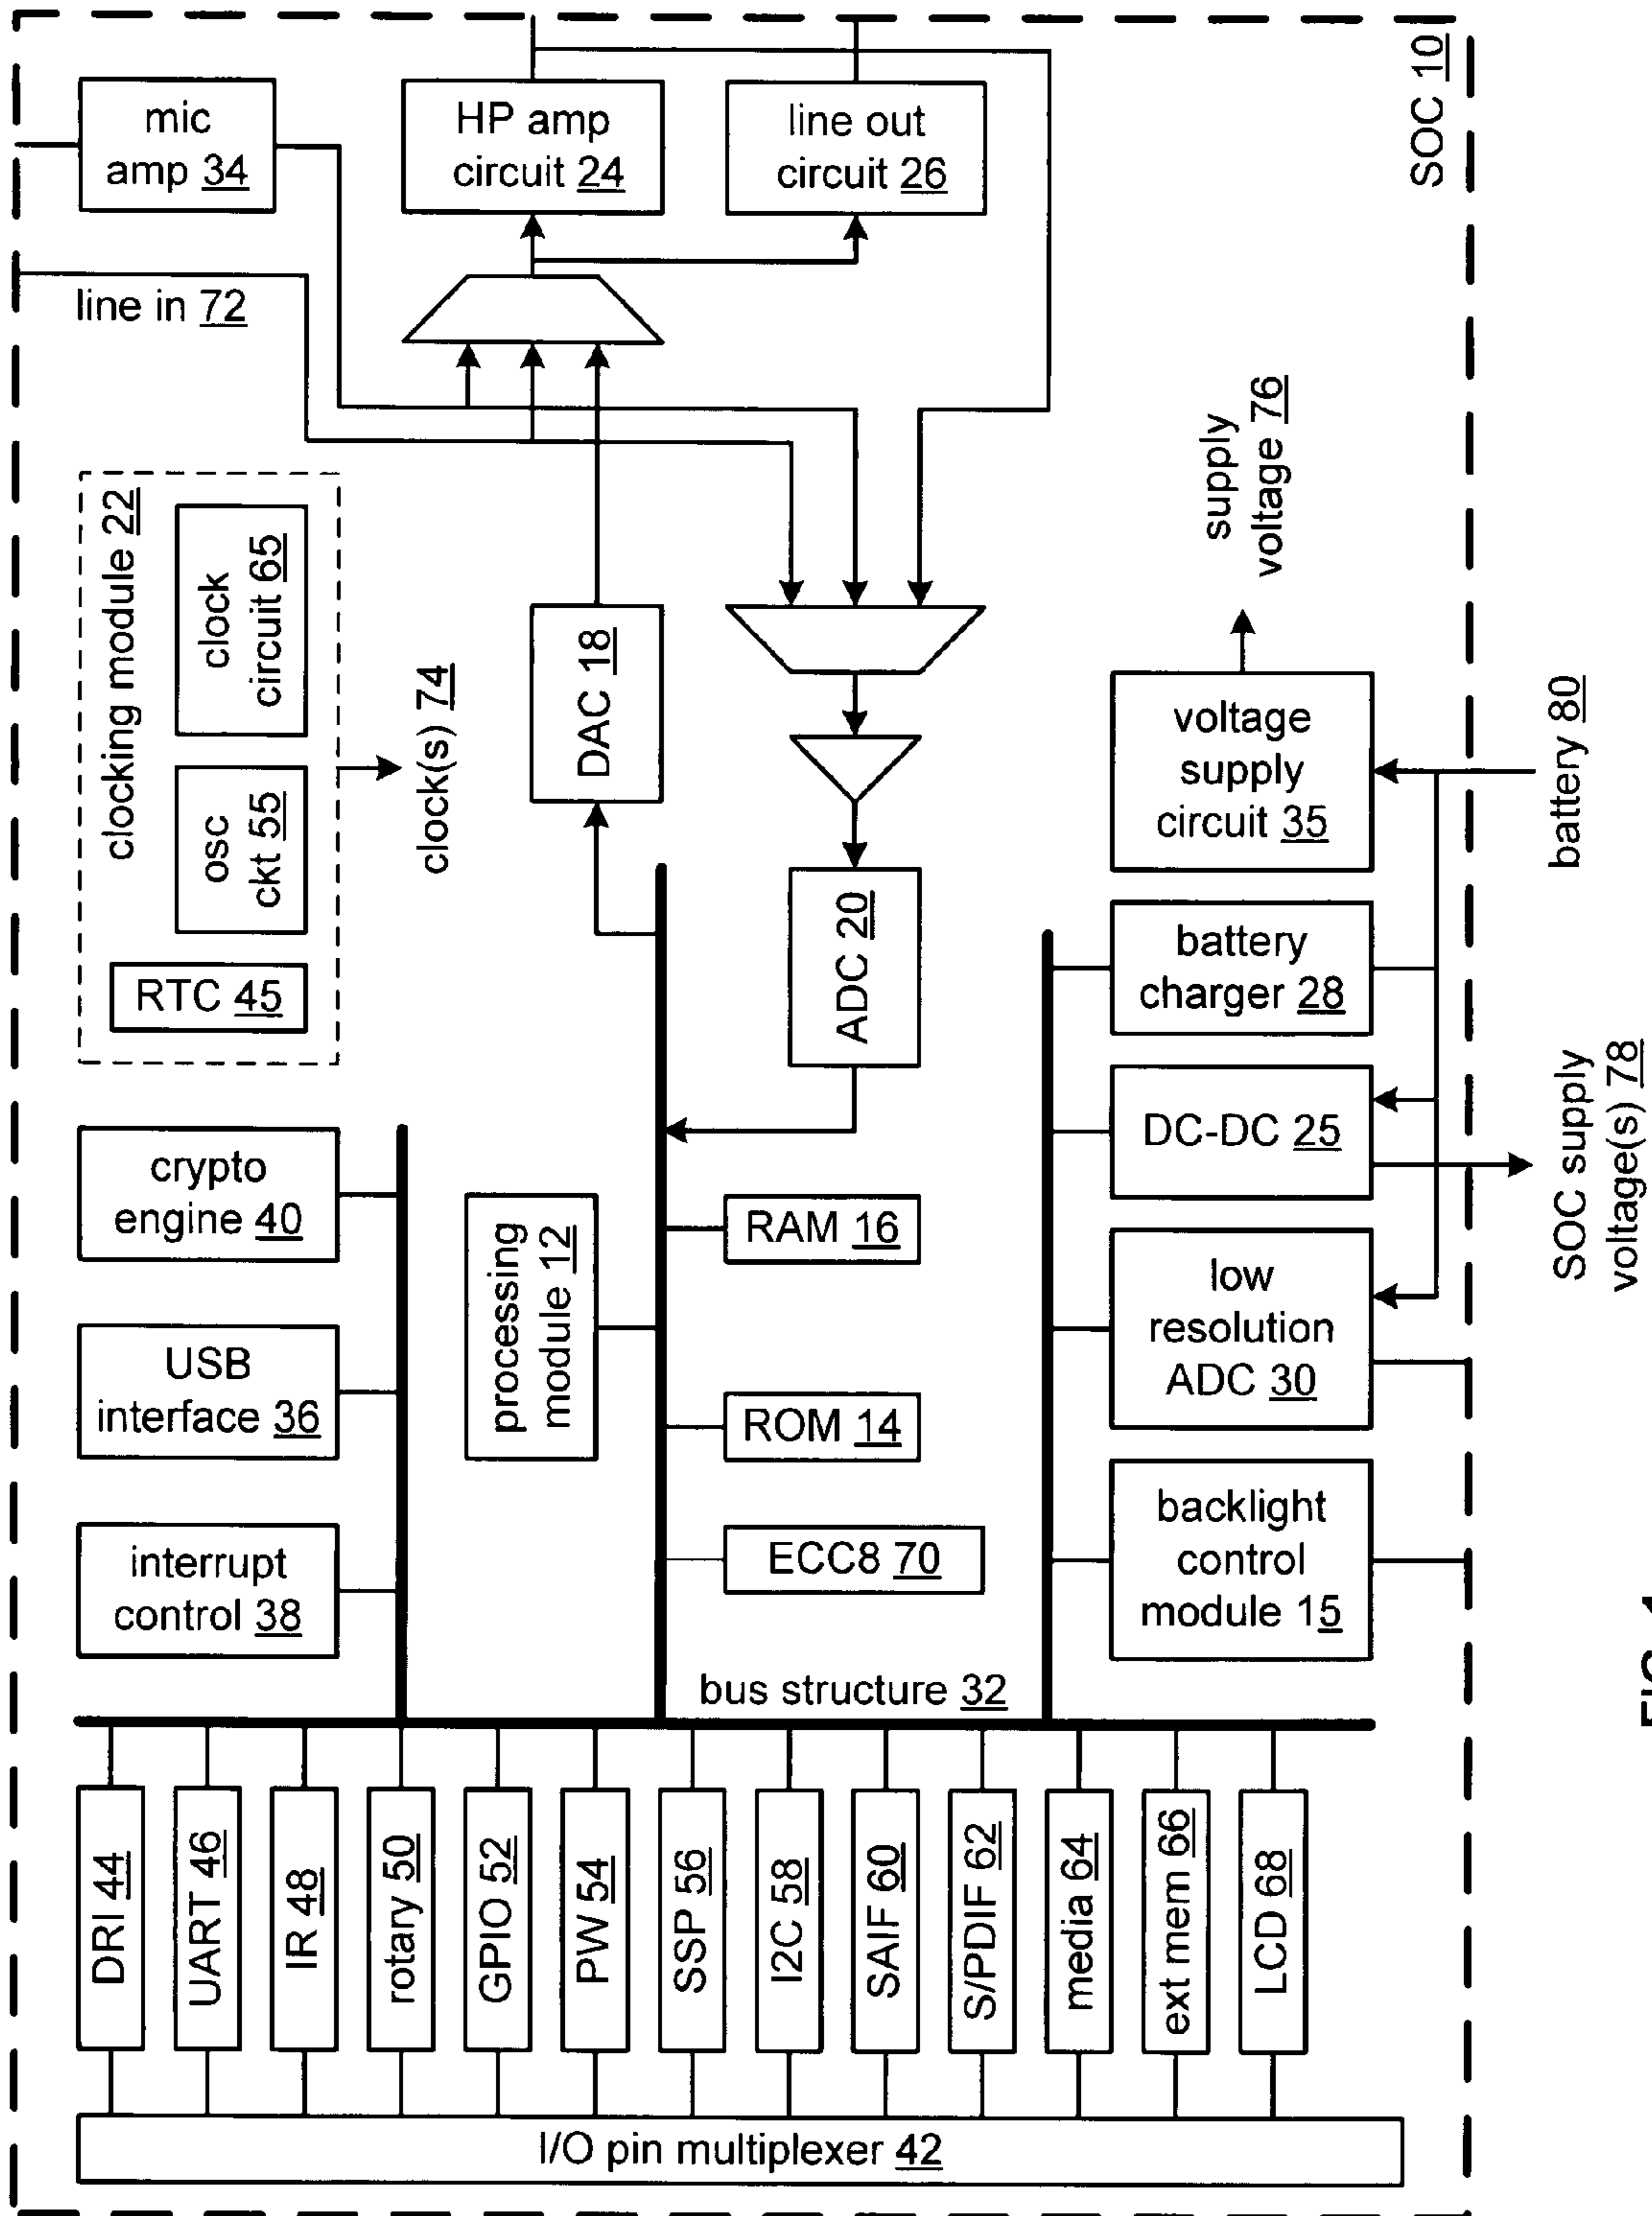 SOC 10
mic
amp 34
HP amp
circuit 24
line out
circuit 26
line in 72
clocking module 22
clock
circuit 65
osc
ckt 55
RTC 45
clock(s) 74
DAC 18
ADC 20
supply
voltage 76
voltage
supply
circuit 35
battery 80
battery
charger 28
DC-DC 25
SOC supply
voltage(s) 78
low
resolution
ADC 30
backlight
control
module 15
crypto
engine 40
USB
interface 36
interrupt
control 38
processing
module 12
RAM 16
ROM 14
ECC8 70
bus structure 32
DRI 44
UART 46
IR 48
rotary 50
GPIO 52
PW 54
SSP 56
I2C 58
SAIF 60
S/PDIF 62
media 64
ext mem 66
LCD 68
I/O pin multiplexer 42